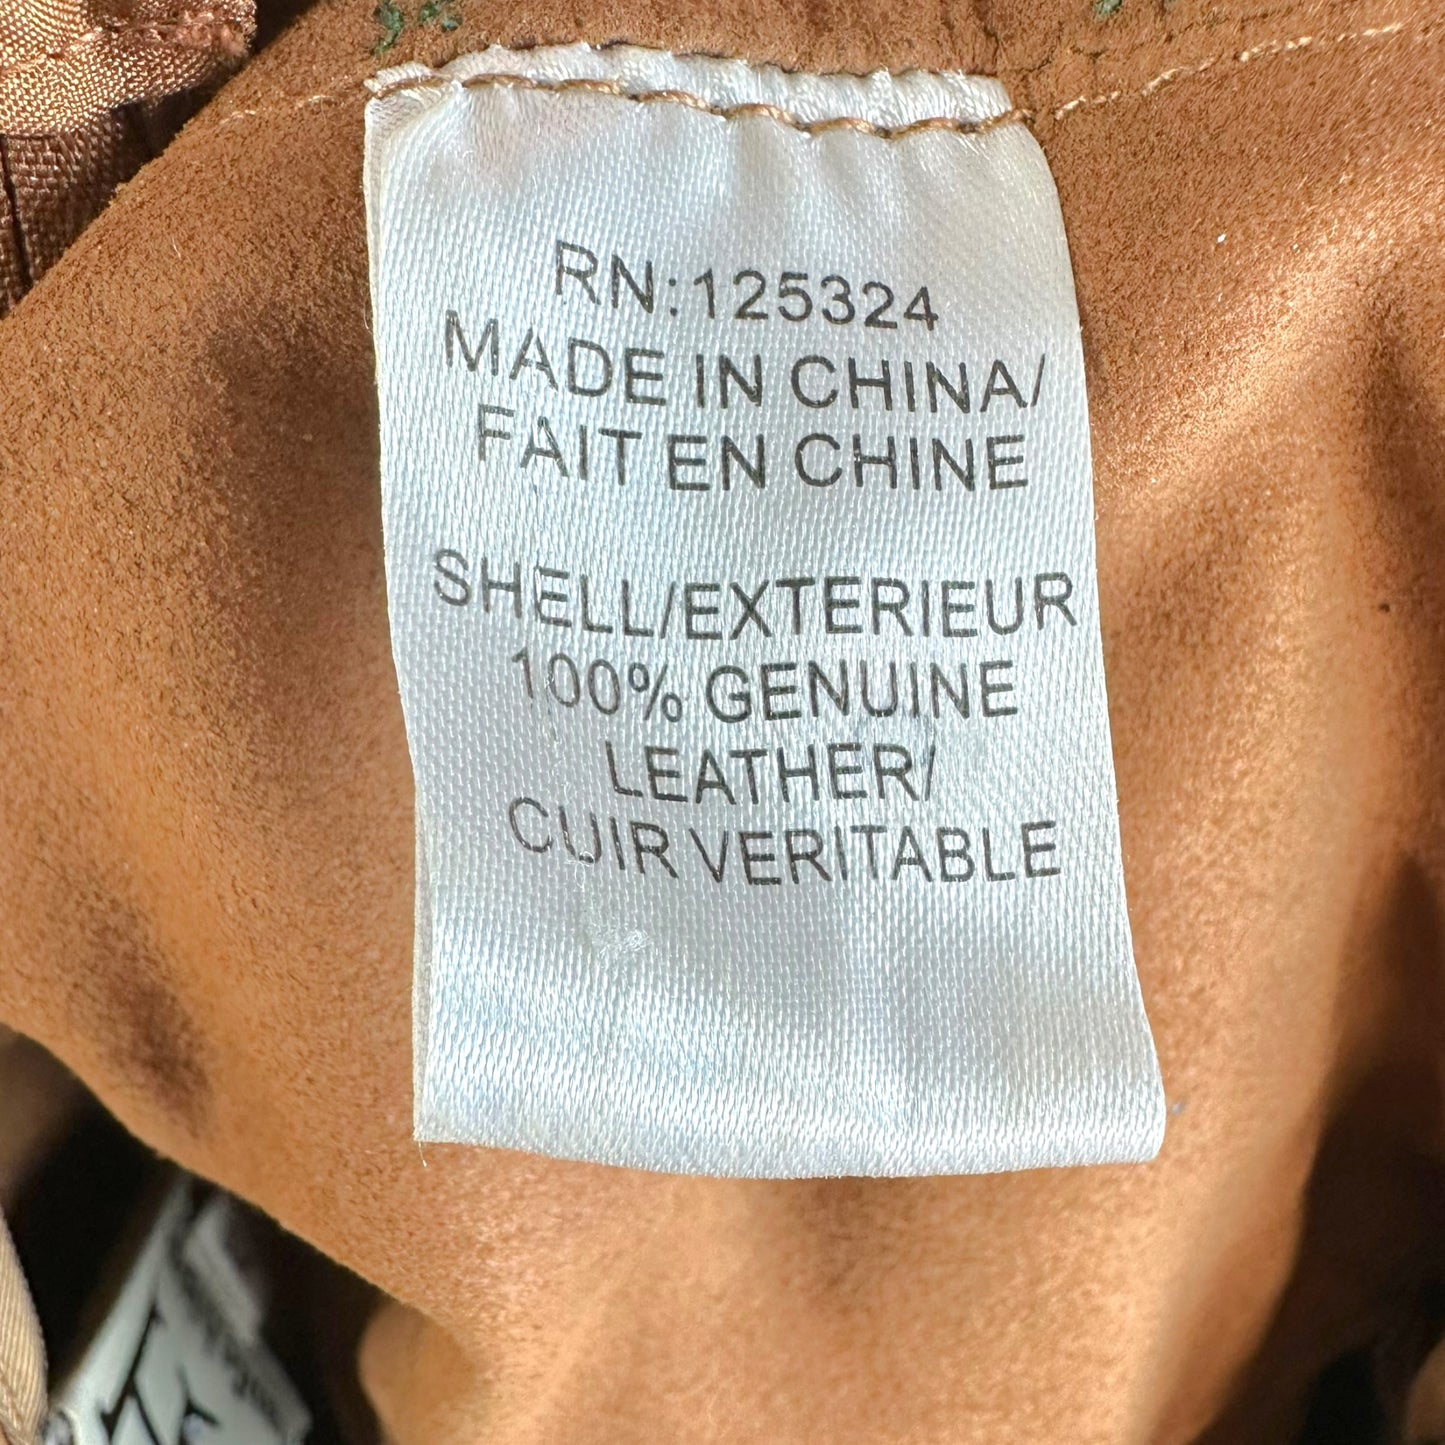 RN:125324
MADE IN CHINA/
FAIT EN CHINE
SHELL/EXTERIEUR
100% GENUINE
LEATHER/
CUIR VERITABLE